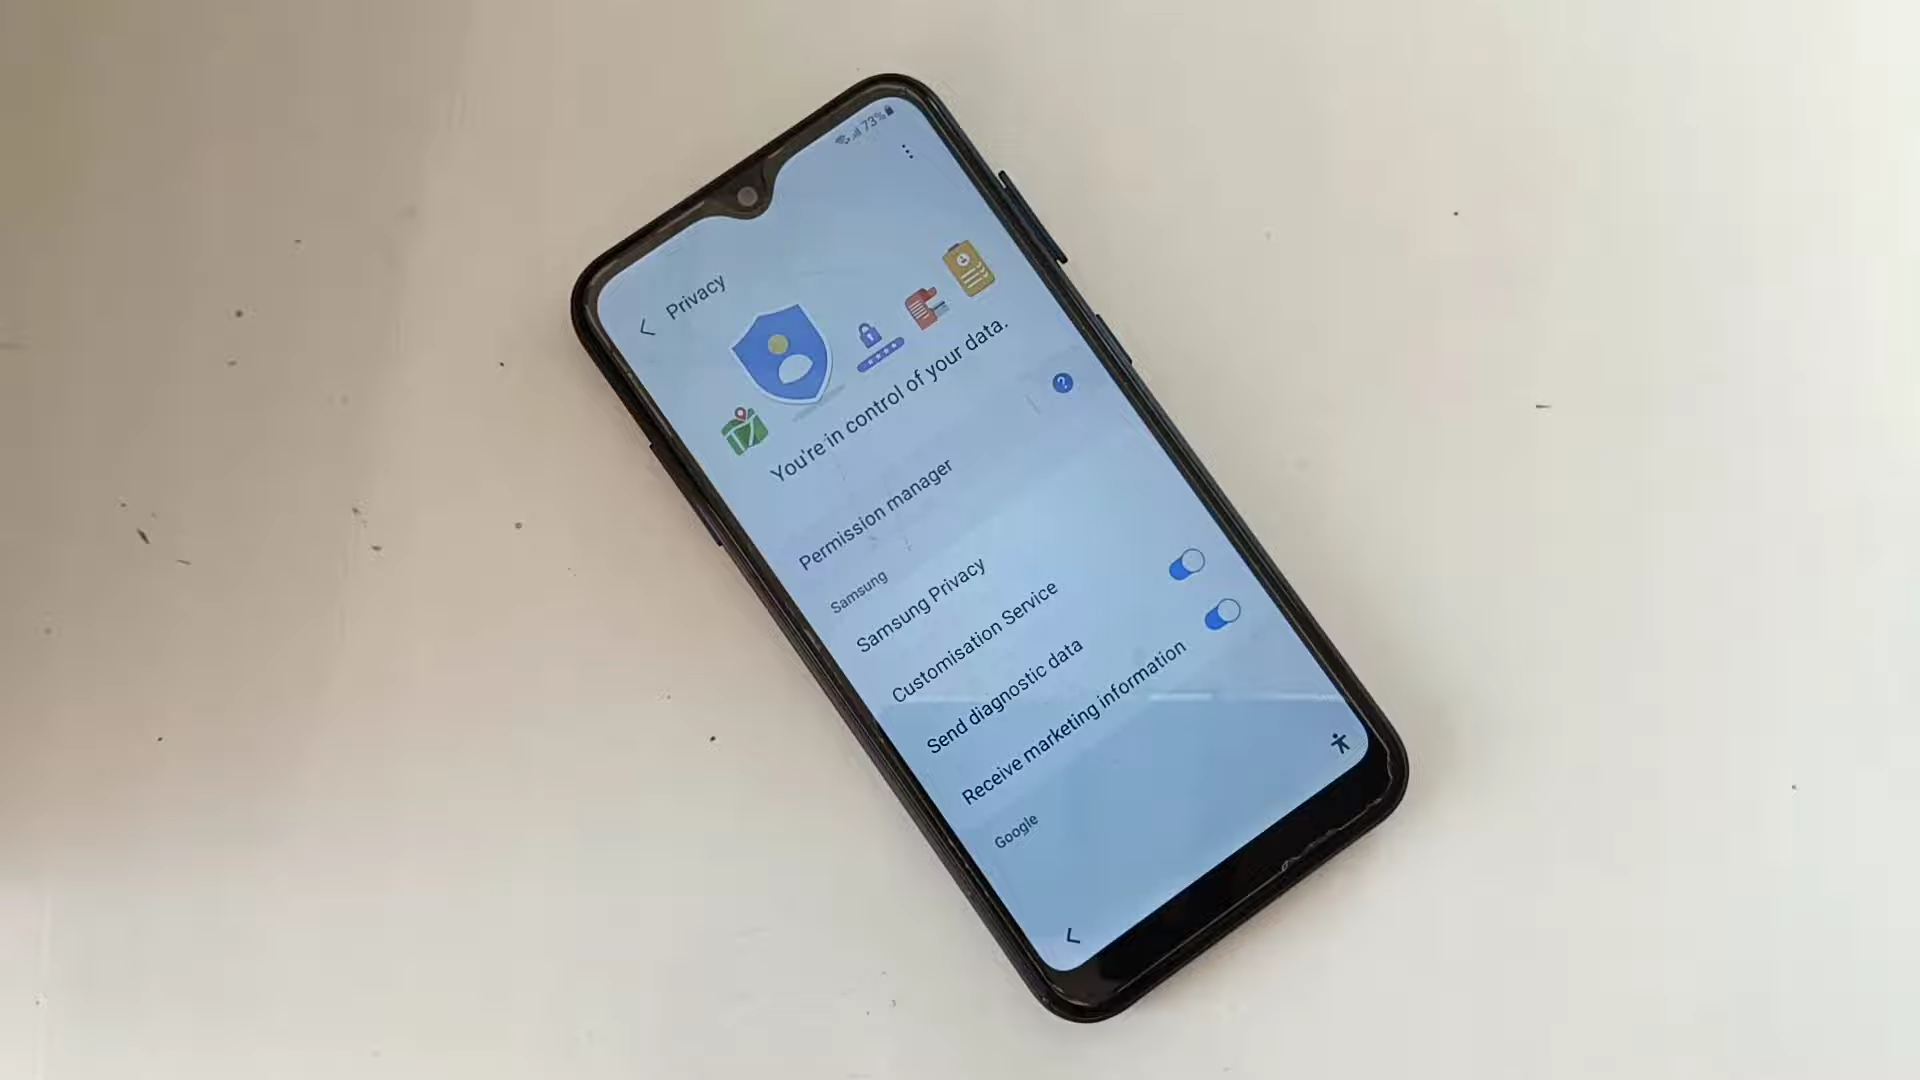 73%
Privacy
You're in control of your data.
Permission manager
Samsung
Samsung Privacy
Customisation Service
Send diagnostic data
Receive marketing information
Google